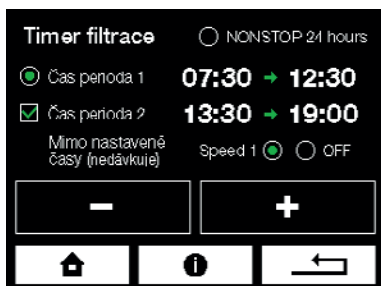 Timer filtrace NONSTOP 24 hours
Čas perioda 1 07:30 → 12:30
Čas perioda 2 13:30 → 19:00
Mimo nastavené
časy (nedávkuje) Speed 1 OFF
− +